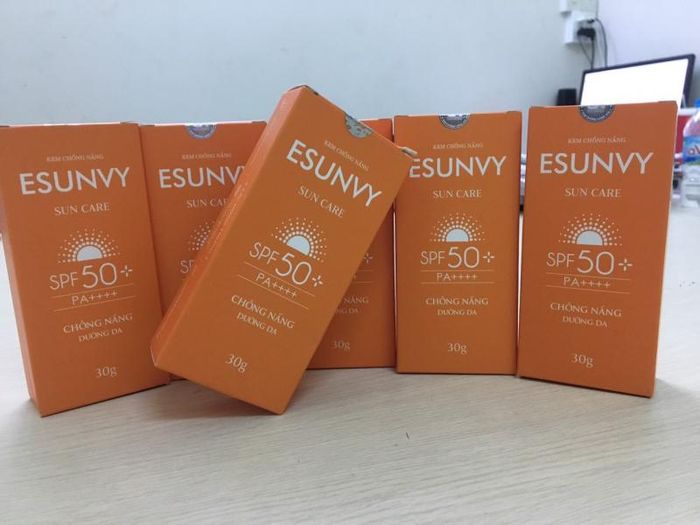 KEM CHỐNG NẮNG
ESUNVY
SUN CARE
SPF 50+
PA++++
CHỐNG NẮNG
DƯỠNG DA
30g
KEM CHỐNG NẮNG
ESUNVY
SUN CARE
KEM CHỐNG NẮNG
ESUNVY
SUN CARE
SPF 50+
PA++++
CHỐNG NẮNG
DƯỠNG DA
30g
KEM CHỐNG NẮNG
ESUNVY
SUN CARE
SPF 50+
PA++++
CHỐNG NẮNG
DƯỠNG DA
30g
KEM CHỐNG NẮNG
ESUNVY
SUN CARE
SPF 50+
PA++++
CHỐNG NẮNG
DƯỠNG DA
30g